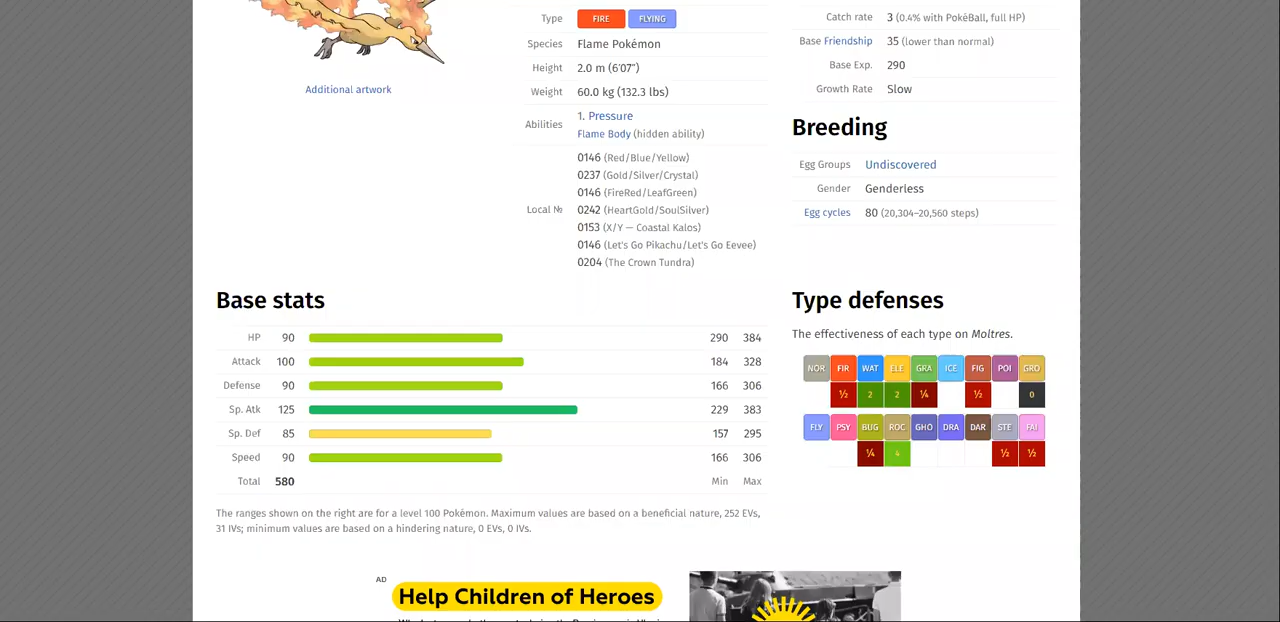 Additional artwork
Type FIRE FLYING
Species Flame Pokémon
Height 2.0 m (6′07″)
Weight 60.0 kg (132.3 lbs)
Abilities 1. Pressure
Flame Body (hidden ability)
Local № 0146 (Red/Blue/Yellow)
0237 (Gold/Silver/Crystal)
0146 (FireRed/LeafGreen)
0242 (HeartGold/SoulSilver)
0153 (X/Y — Coastal Kalos)
0146 (Let's Go Pikachu/Let's Go Eevee)
0204 (The Crown Tundra)
Catch rate 3 (0.4% with PokéBall, full HP)
Base Friendship 35 (lower than normal)
Base Exp. 290
Growth Rate Slow
Breeding
Egg Groups Undiscovered
Gender Genderless
Egg cycles 80 (20,304–20,560 steps)
Base stats
HP 90 290 384
Attack 100 184 328
Defense 90 166 306
Sp. Atk 125 229 383
Sp. Def 85 157 295
Speed 90 166 306
Total 580 Min Max
The ranges shown on the right are for a level 100 Pokémon. Maximum values are based on a beneficial nature, 252 EVs,
31 IVs; minimum values are based on a hindering nature, 0 EVs, 0 IVs.
Type defenses
The effectiveness of each type on Moltres.
NOR FIR WAT ELE GRA ICE FIG POI GRO
½ 2 2 ¼ ½ 0
FLY PSY BUG ROC GHO DRA DAR STE FAI
¼ 4 ½ ½
AD
Help Children of Heroes